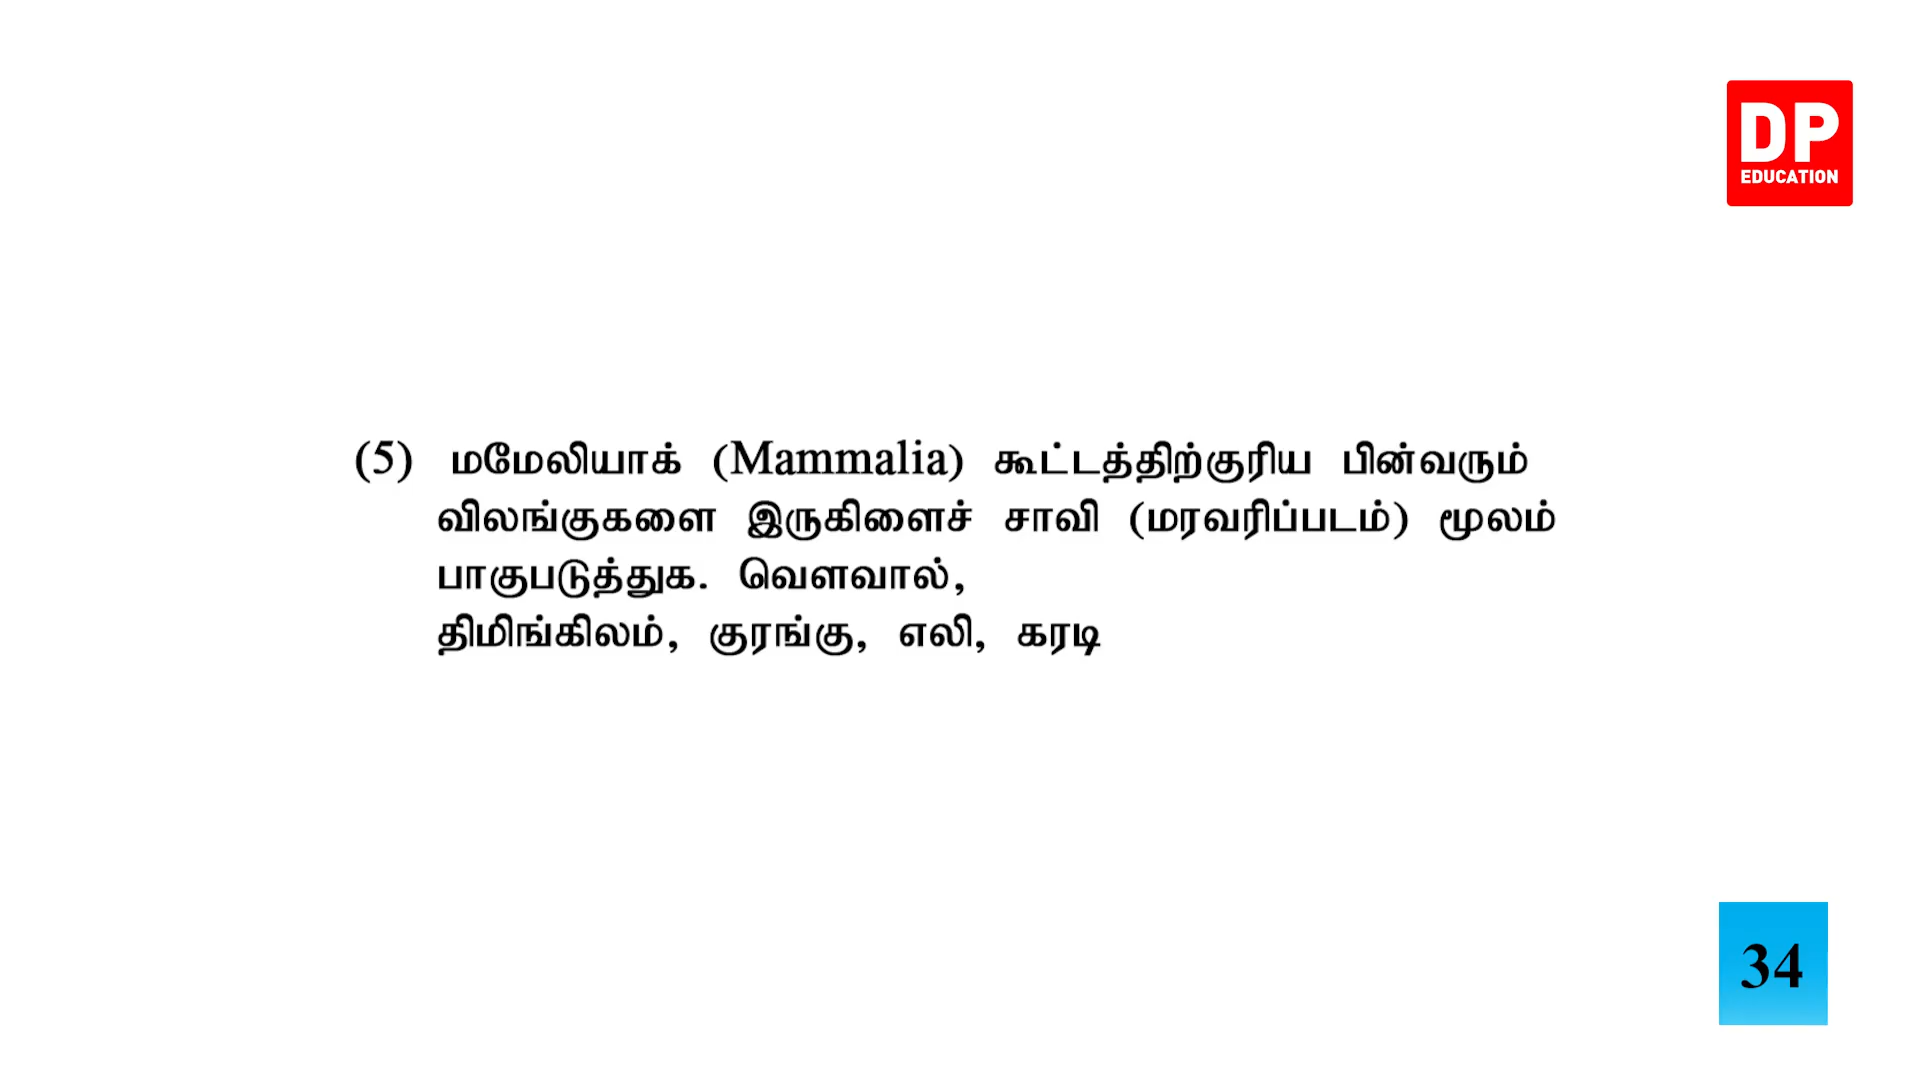 DP
EDUCATION
(5) மமேலியாக் (Mammalia) கூட்டத்திற்குரிய பின்வரும்
விலங்குகளை இருகிளைச் சாவி (மரவரிப்படம்) மூலம்
பாகுபடுத்துக. வெளவால்,
திமிங்கிலம், குரங்கு, எலி, கரடி
34